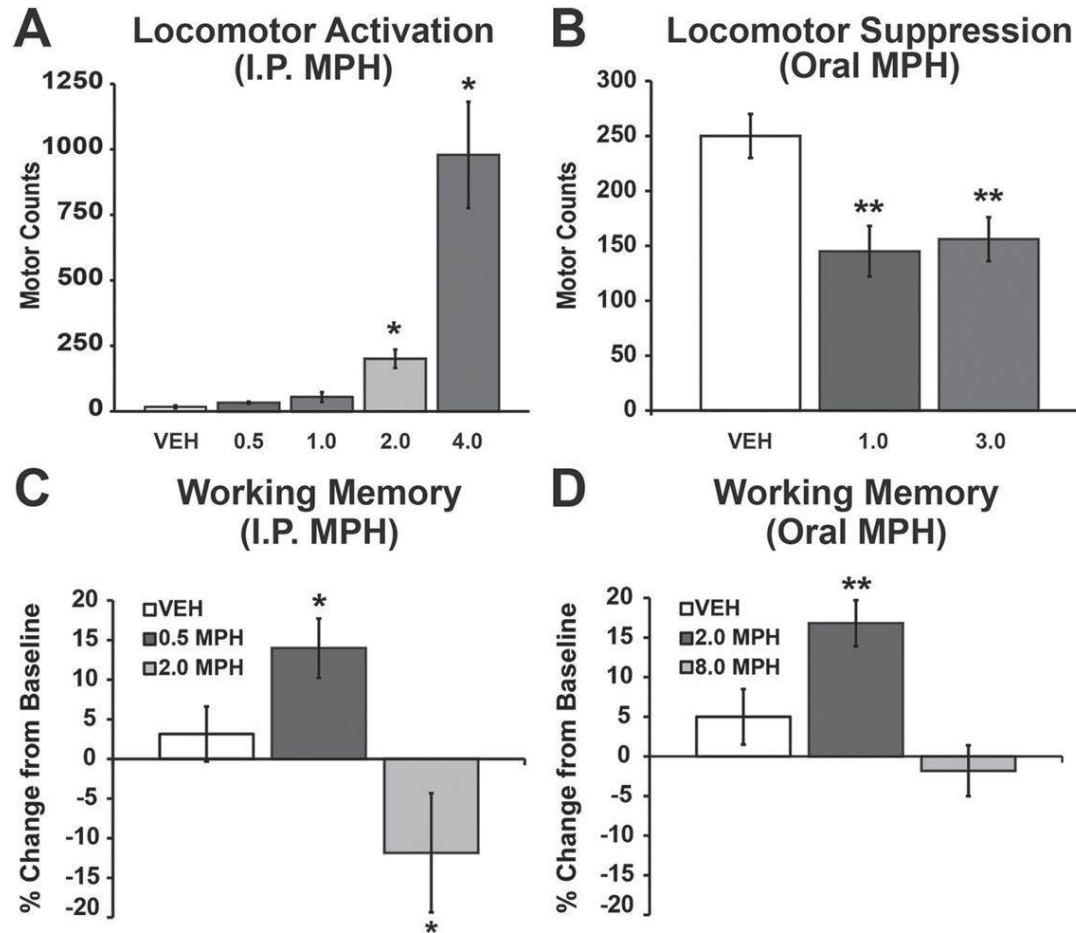 A
Locomotor Activation
(I.P. MPH)
Motor Counts
1250
1000
750
500
250
0
*
*
VEH 0.5 1.0 2.0 4.0
B
Locomotor Suppression
(Oral MPH)
Motor Counts
300
250
200
150
100
50
0
** **
VEH 1.0 3.0
C
Working Memory
(I.P. MPH)
% Change from Baseline
20
15
10
5
0
-5
-10
-15
-20
VEH
0.5 MPH
2.0 MPH
*
*
D
Working Memory
(Oral MPH)
% Change from Baseline
20
15
10
5
0
-5
-10
-15
-20
VEH
2.0 MPH
8.0 MPH
**